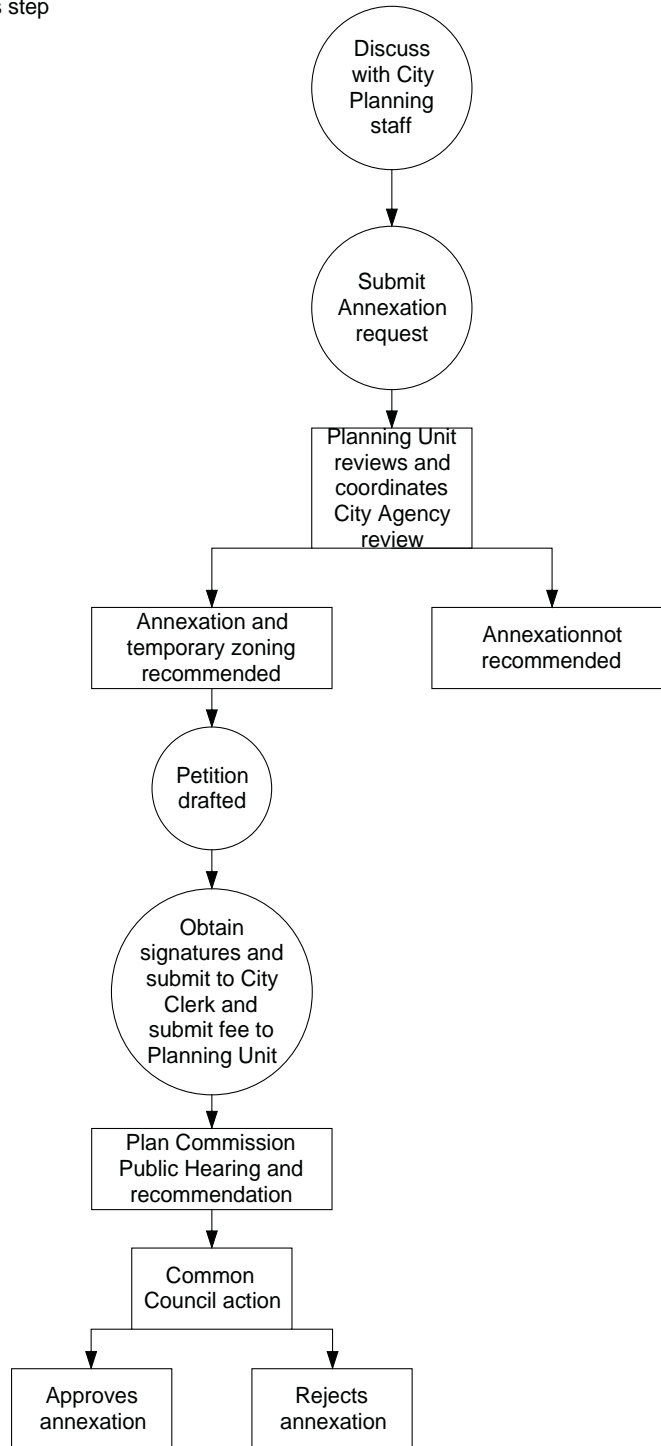 s step
Discuss
with City
Planning
staff
Submit
Annexation
request
Planning Unit
reviews and
coordinates
City Agency
review
Annexation and
temporary zoning
recommended
Annexationnot
recommended
Petition
drafted
Obtain
signatures and
submit to City
Clerk and
submit fee to
Planning Unit
Plan Commission
Public Hearing and
recommendation
Common
Council action
Approves
annexation
Rejects
annexation